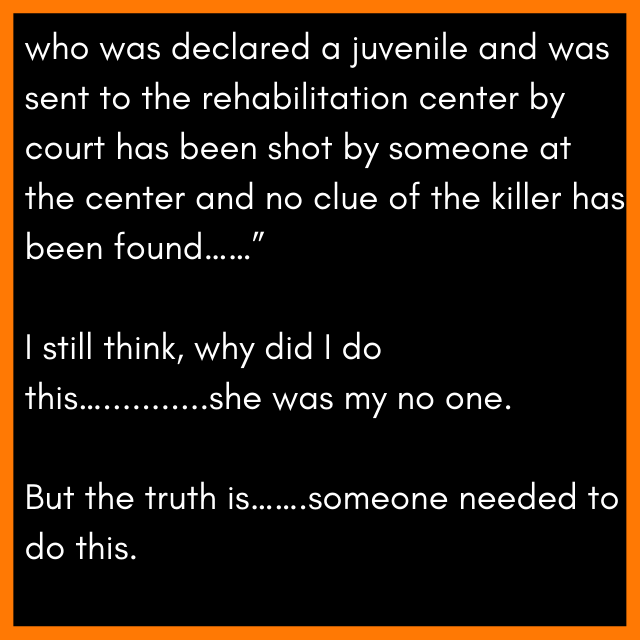 who was declared a juvenile and was
sent to the rehabilitation center by
court has been shot by someone at
the center and no clue of the killer has
been found……”
I still think, why did I do
this…...........she was my no one.
But the truth is…….someone needed to
do this.